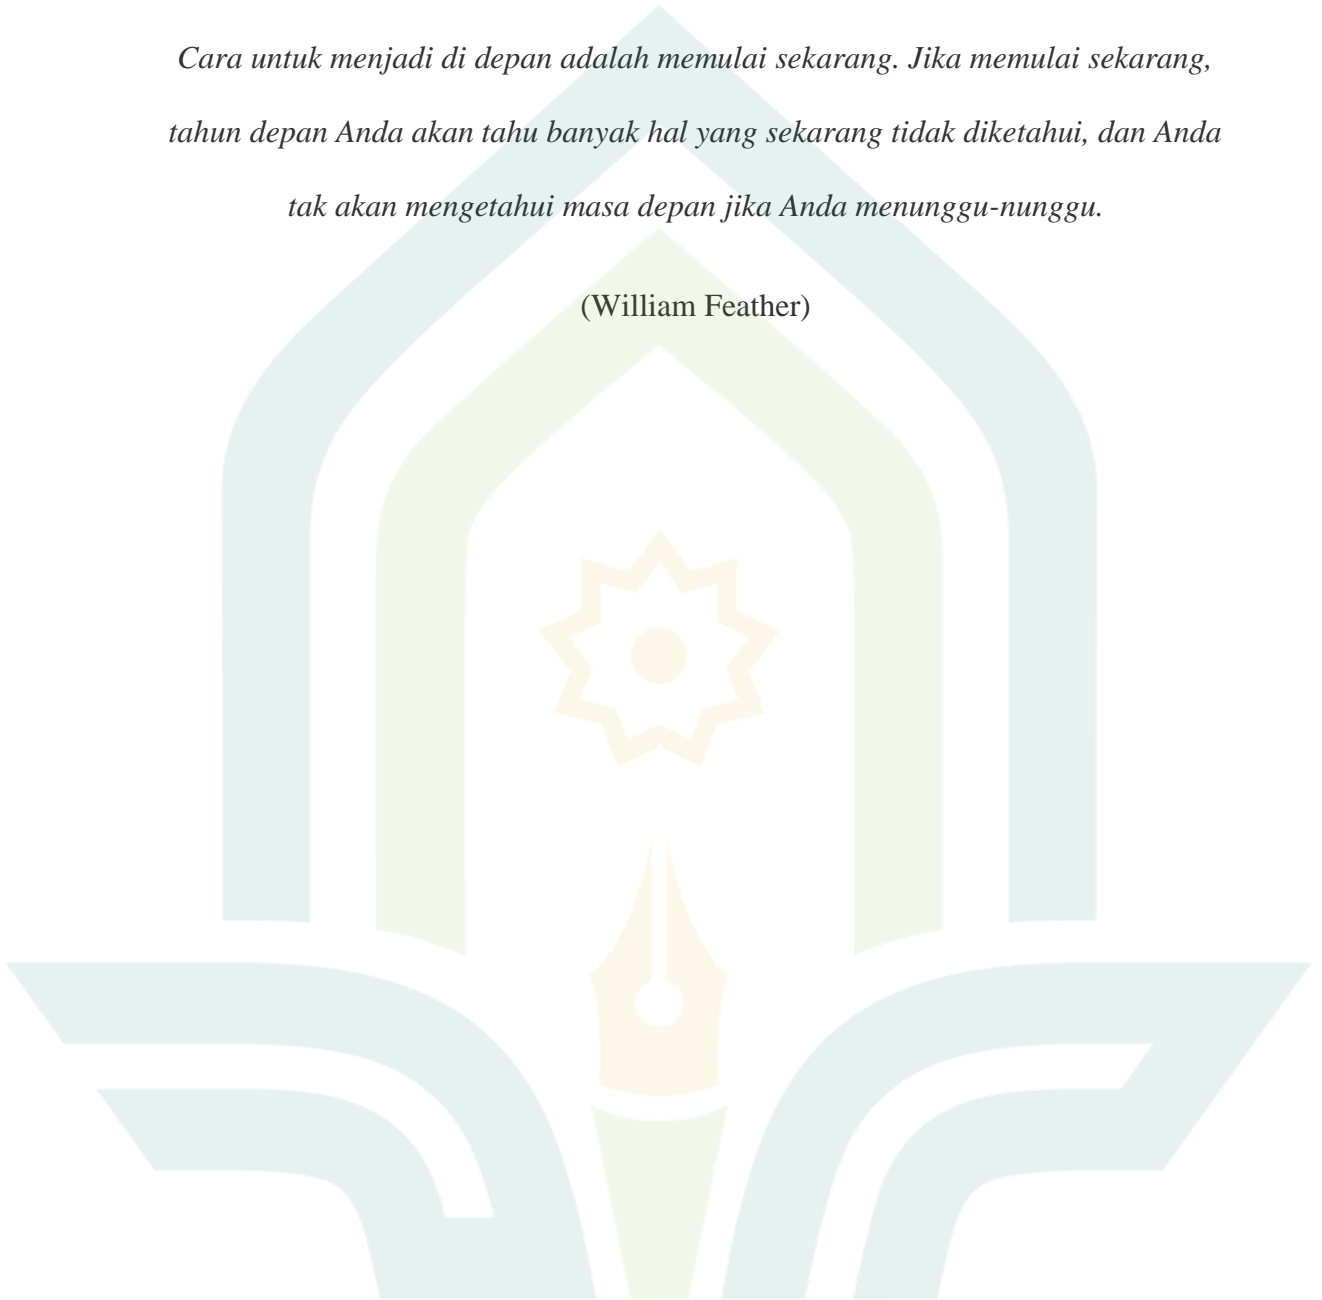 Cara untuk menjadi di depan adalah memulai sekarang. Jika memulai sekarang,
tahun depan Anda akan tahu banyak hal yang sekarang tidak diketahui, dan Anda
tak akan mengetahui masa depan jika Anda menunggu-nunggu.
(William Feather)